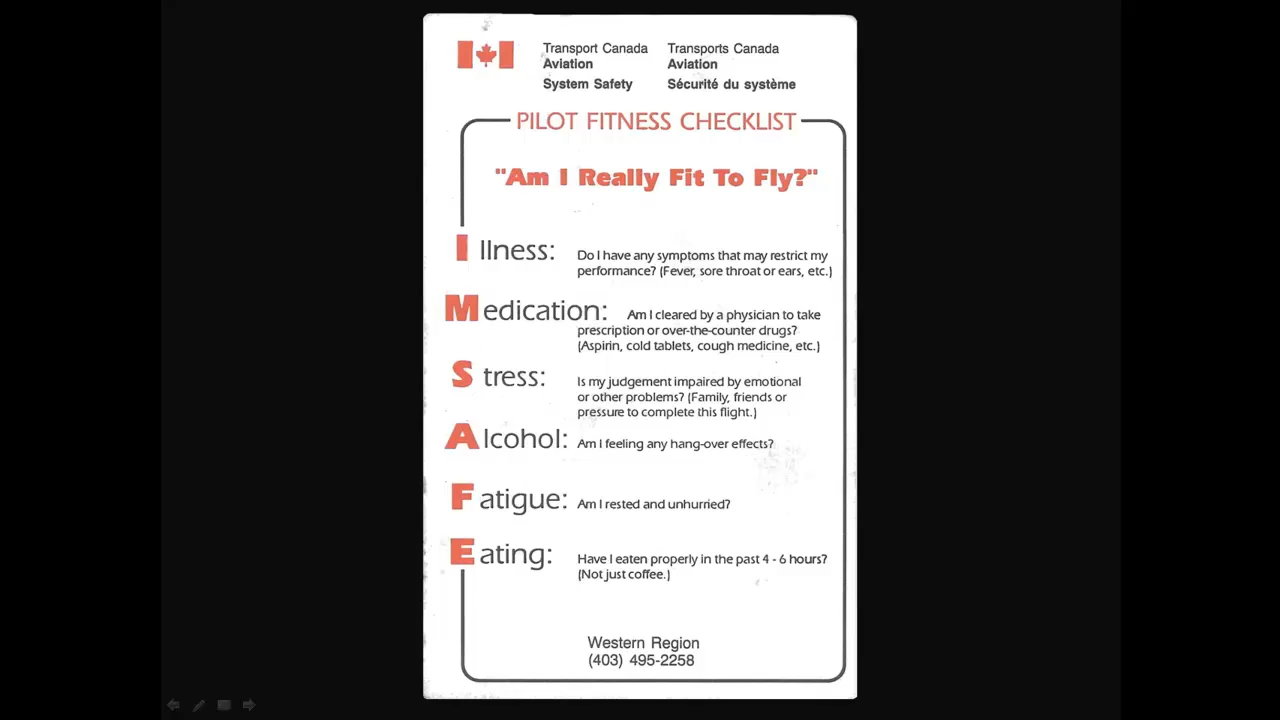 Transport Canada
Aviation
System Safety
Transports Canada
Aviation
Sécurité du système
PILOT FITNESS CHECKLIST
"Am I Really Fit To Fly?"
Illness: Do I have any symptoms that may restrict my
performance? (Fever, sore throat or ears, etc.)
Medication: Am I cleared by a physician to take
prescription or over-the-counter drugs?
(Aspirin, cold tablets, cough medicine, etc.)
Stress: Is my judgement impaired by emotional
or other problems? (Family, friends or
pressure to complete this flight.)
Alcohol: Am I feeling any hang-over effects?
Fatigue: Am I rested and unhurried?
Eating: Have I eaten properly in the past 4 - 6 hours?
(Not just coffee.)
Western Region
(403) 495-2258